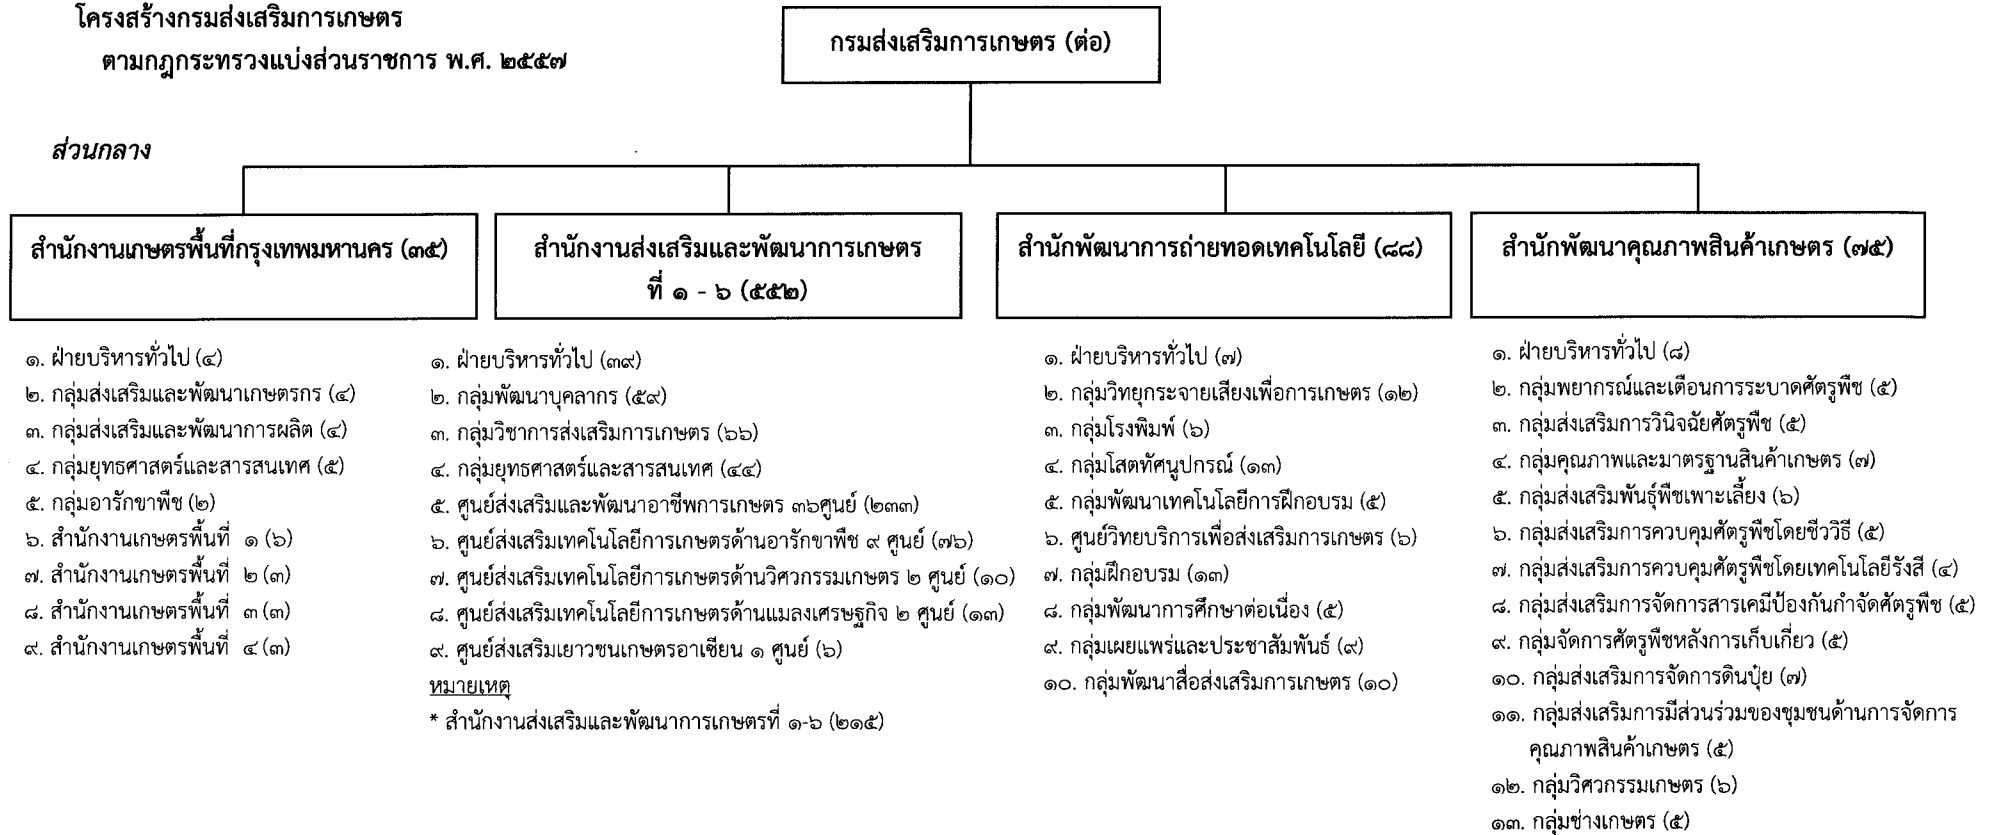 โครงสร้างกรมส่งเสริมการเกษตร
ตามกฎกระทรวงแบ่งส่วนราชการ พ.ศ. ๒๕๕๗
กรมส่งเสริมการเกษตร (ต่อ)
ส่วนกลาง
สำนักงานเกษตรพื้นที่กรุงเทพมหานคร (๓๕)
๑. ฝ่ายบริหารทั่วไป (๔)
๒. กลุ่มส่งเสริมและพัฒนาเกษตรกร (๔)
๓. กลุ่มส่งเสริมและพัฒนาการผลิต (๔)
๔. กลุ่มยุทธศาสตร์และสารสนเทศ (๕)
๕. กลุ่มอารักขาพืช (๒)
๖. สำนักงานเกษตรพื้นที่ ๑ (๖)
๗. สำนักงานเกษตรพื้นที่ ๒ (๓)
๘. สำนักงานเกษตรพื้นที่ ๓ (๓)
๙. สำนักงานเกษตรพื้นที่ ๔ (๓)
สำนักงานส่งเสริมและพัฒนาการเกษตร
ที่ ๑ - ๖ (๕๕๒)
๑. ฝ่ายบริหารทั่วไป (๓๙)
๒. กลุ่มพัฒนาบุคลากร (๕๙)
๓. กลุ่มวิชาการส่งเสริมการเกษตร (๖๖)
๔. กลุ่มยุทธศาสตร์และสารสนเทศ (๔๔)
๕. ศูนย์ส่งเสริมและพัฒนาอาชีพการเกษตร ๓๖ศูนย์ (๒๓๓)
๖. ศูนย์ส่งเสริมเทคโนโลยีการเกษตรด้านอารักขาพืช ๙ ศูนย์ (๗๖)
๗. ศูนย์ส่งเสริมเทคโนโลยีการเกษตรด้านวิศวกรรมเกษตร ๒ ศูนย์ (๑๐)
๘. ศูนย์ส่งเสริมเทคโนโลยีการเกษตรด้านแมลงเศรษฐกิจ ๒ ศูนย์ (๑๓)
๙. ศูนย์ส่งเสริมเยาวชนเกษตรอาเซียน ๑ ศูนย์ (๖)
หมายเหตุ
* สำนักงานส่งเสริมและพัฒนาการเกษตรที่ ๑-๖ (๒๑๕)
สำนักพัฒนาการถ่ายทอดเทคโนโลยี (๘๘)
๑. ฝ่ายบริหารทั่วไป (๗)
๒. กลุ่มวิทยุกระจายเสียงเพื่อการเกษตร (๑๒)
๓. กลุ่มโรงพิมพ์ (๖)
๔. กลุ่มโสตทัศนูปกรณ์ (๑๓)
๕. กลุ่มพัฒนาเทคโนโลยีการฝึกอบรม (๕)
๖. ศูนย์วิทยบริการเพื่อส่งเสริมการเกษตร (๖)
๗. กลุ่มฝึกอบรม (๑๓)
๘. กลุ่มพัฒนาการศึกษาต่อเนื่อง (๕)
๙. กลุ่มเผยแพร่และประชาสัมพันธ์ (๙)
๑๐. กลุ่มพัฒนาสื่อส่งเสริมการเกษตร (๑๐)
สำนักพัฒนาคุณภาพสินค้าเกษตร (๗๕)
๑. ฝ่ายบริหารทั่วไป (๘)
๒. กลุ่มพยากรณ์และเตือนการระบาดศัตรูพืช (๕)
๓. กลุ่มส่งเสริมการวินิจฉัยศัตรูพืช (๕)
๔. กลุ่มคุณภาพและมาตรฐานสินค้าเกษตร (๗)
๕. กลุ่มส่งเสริมพันธุ์พืชเพาะเลี้ยง (๖)
๖. กลุ่มส่งเสริมการควบคุมศัตรูพืชโดยชีววิธี (๕)
๗. กลุ่มส่งเสริมการควบคุมศัตรูพืชโดยเทคโนโลยีรังสี (๔)
๘. กลุ่มส่งเสริมการจัดการสารเคมีป้องกันกำจัดศัตรูพืช (๕)
๙. กลุ่มจัดการศัตรูพืชหลังการเก็บเกี่ยว (๕)
๑๐. กลุ่มส่งเสริมการจัดการดินปุ๋ย (๗)
๑๑. กลุ่มส่งเสริมการมีส่วนร่วมของชุมชนด้านการจัดการ
คุณภาพสินค้าเกษตร (๕)
๑๒. กลุ่มวิศวกรรมเกษตร (๖)
๑๓. กลุ่มช่างเกษตร (๕)